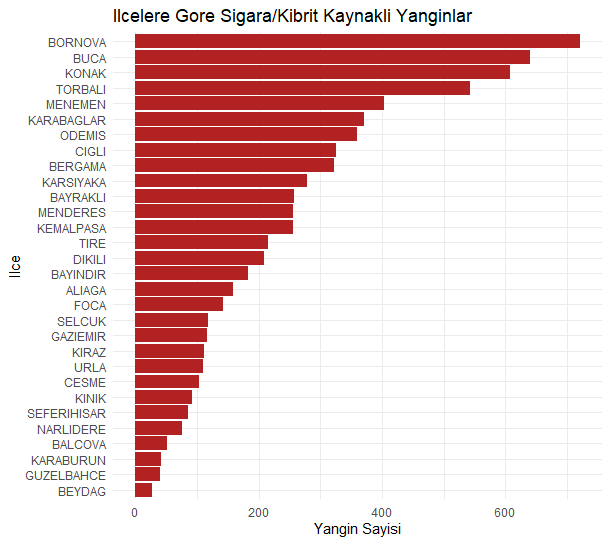 Ilcelere Gore Sigara/Kibrit Kaynakli Yanginlar
BORNOVA
BUCA
KONAK
TORBALI
MENEMEN
KARABAGLAR
ODEMIS
CIGLI
BERGAMA
KARSIYAKA
BAYRAKLI
MENDERES
KEMALPASA
TIRE
DIKILI
BAYINDIR
ALIAGA
FOCA
SELCUK
GAZIEMIR
KIRAZ
URLA
CESME
KINIK
SEFERIHISAR
NARLIDERE
BALCOVA
KARABURUN
GUZELBAHCE
BEYDAG
Ilce
0 200 400 600
Yangin Sayisi